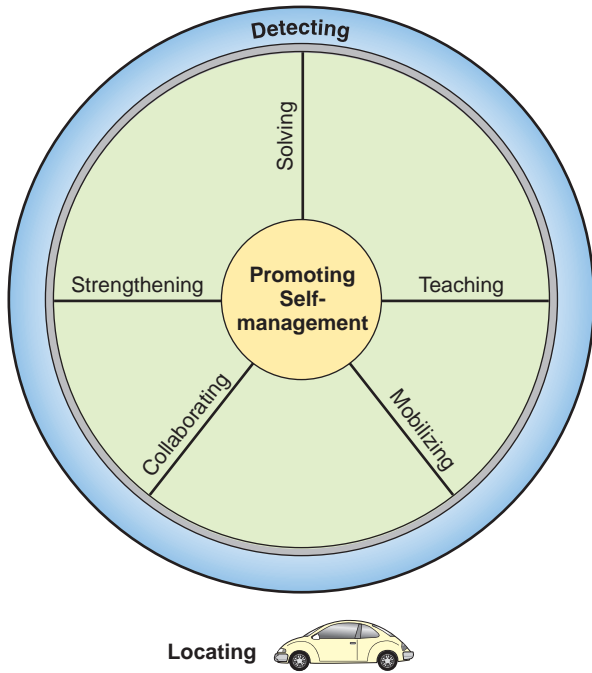 Detecting
Solving
Strengthening
Promoting
Self-
management
Teaching
Collaborating
Mobilizing
Locating